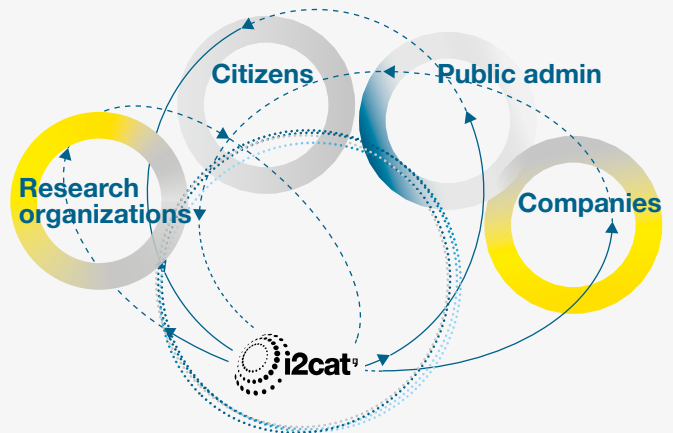 Citizens
Public admin
Research
organizations
Companies
i2cat